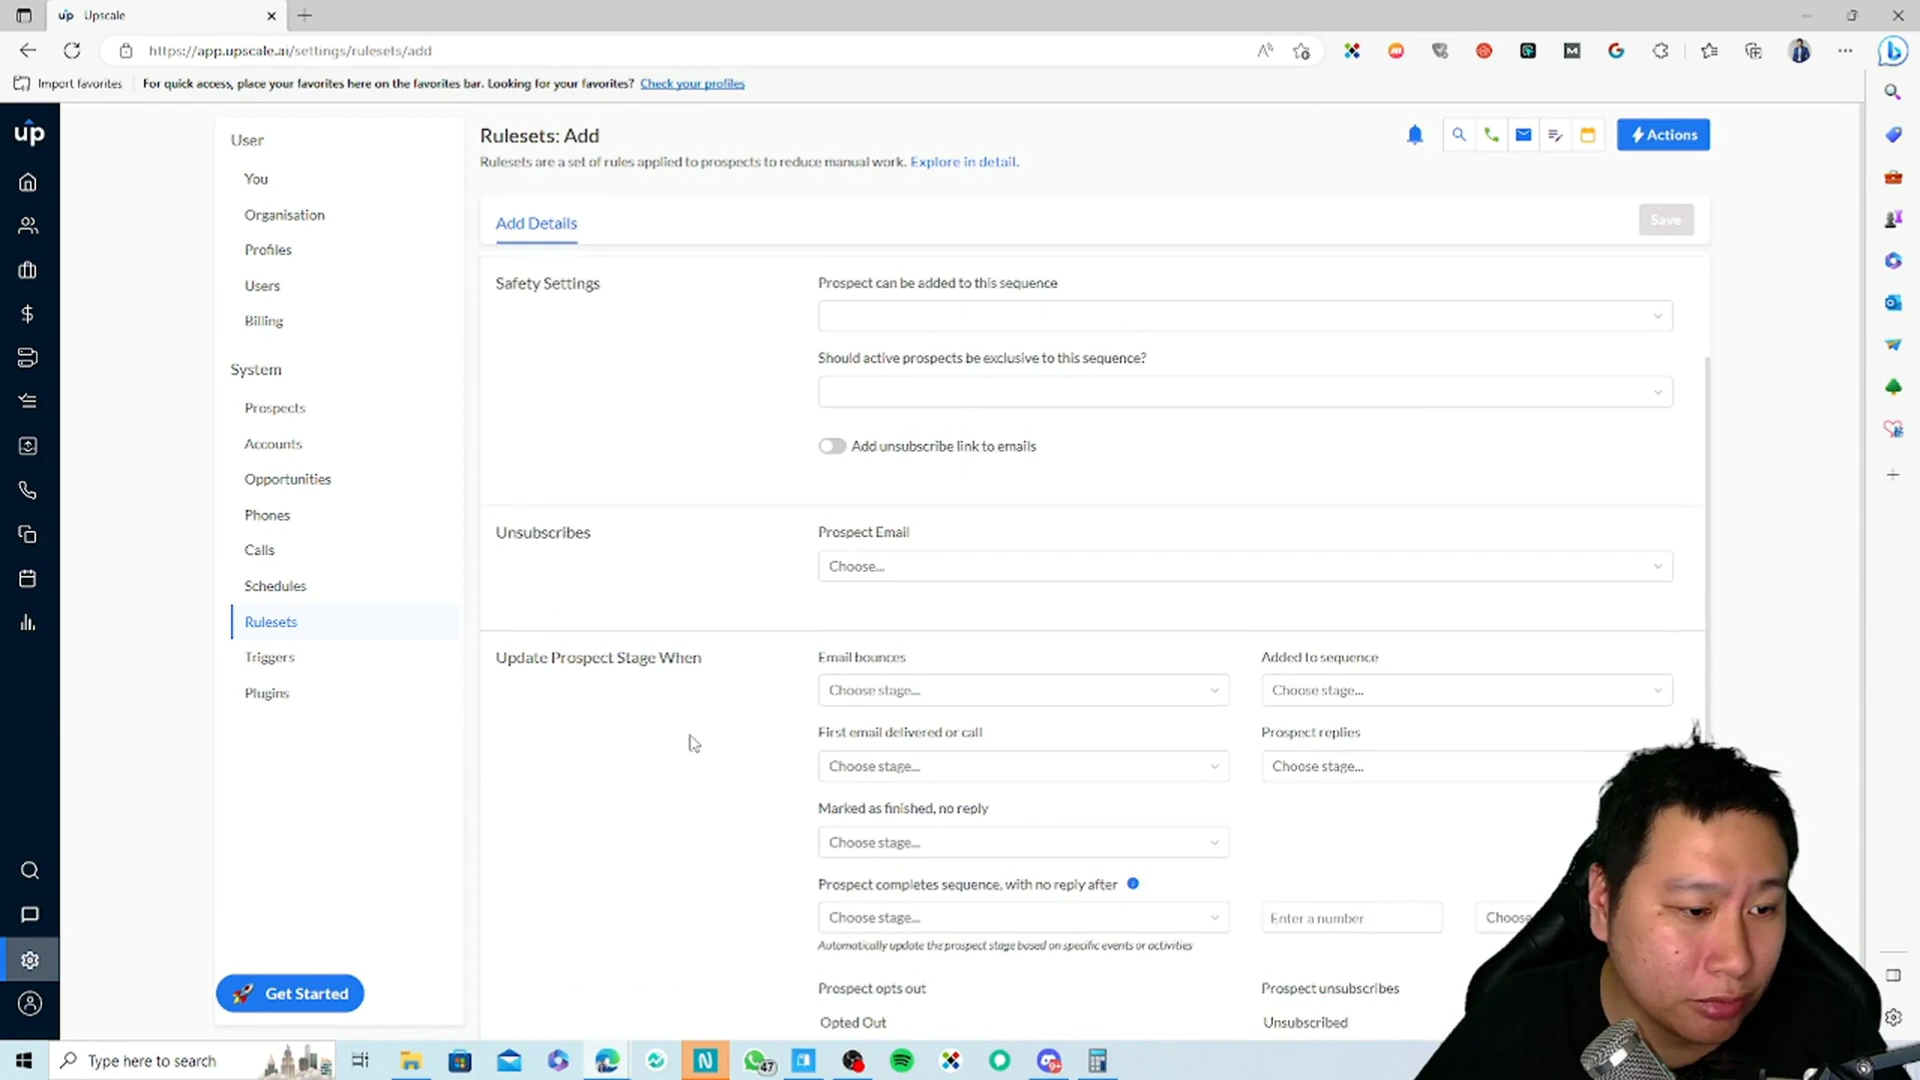 Upscale
https://app.upscale.ai/settings/rulesets/add
Import favorites
For quick access, place your favorites here on the favorites bar. Looking for your favorites? Check your profiles
up
User
You
Organisation
Profiles
Users
Billing
System
Prospects
Accounts
Opportunities
Phones
Calls
Schedules
Rulesets
Triggers
Plugins
Get Started
Rulesets: Add
Rulesets are a set of rules applied to prospects to reduce manual work. Explore in detail.
Actions
Add Details
Save
Safety Settings
Prospect can be added to this sequence
Should active prospects be exclusive to this sequence?
Add unsubscribe link to emails
Unsubscribes
Prospect Email
Choose...
Update Prospect Stage When
Email bounces
Added to sequence
Choose stage...
Choose stage...
First email delivered or call
Prospect replies
Choose stage...
Choose stage...
Marked as finished, no reply
Choose stage...
Prospect completes sequence, with no reply after
Choose stage...
Enter a number
Choose
Automatically update the prospect stage based on specific events or activities
Prospect opts out
Prospect unsubscribes
Opted Out
Unsubscribed
Type here to search
47